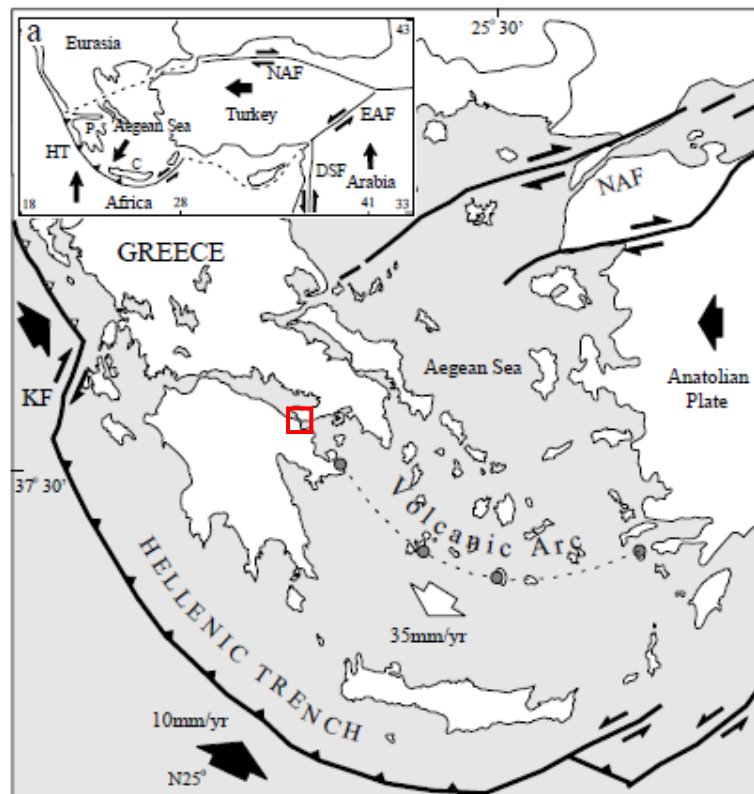 25°30'
a
Eurasia
43
NAF
P
Aegean Sea
Turkey
EAF
HT
C
DSF
Arabia
Africa
18
28
41
33
NAF
GREECE
Aegean Sea
Anatolian
Plate
KF
37°30'
Volcanic Arc
HELLENIC TRENCH
35mm/yr
10mm/yr
N25°